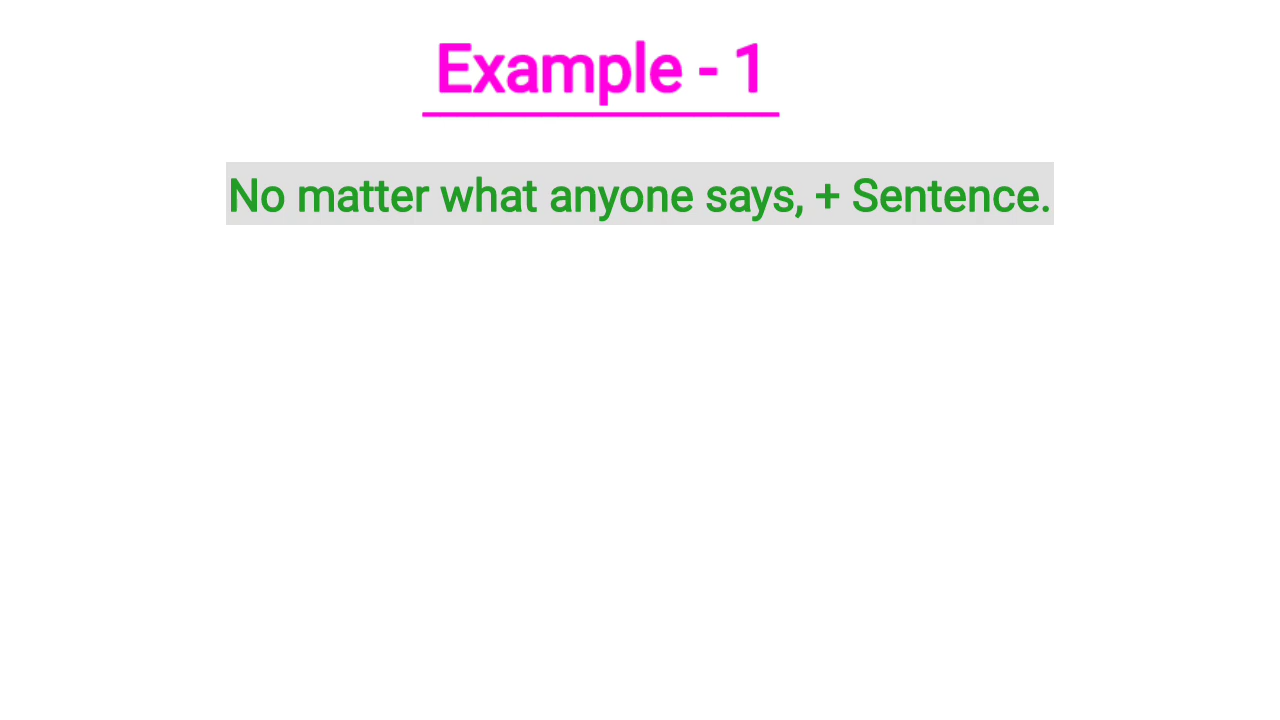 Example - 1
No matter what anyone says, + Sentence.